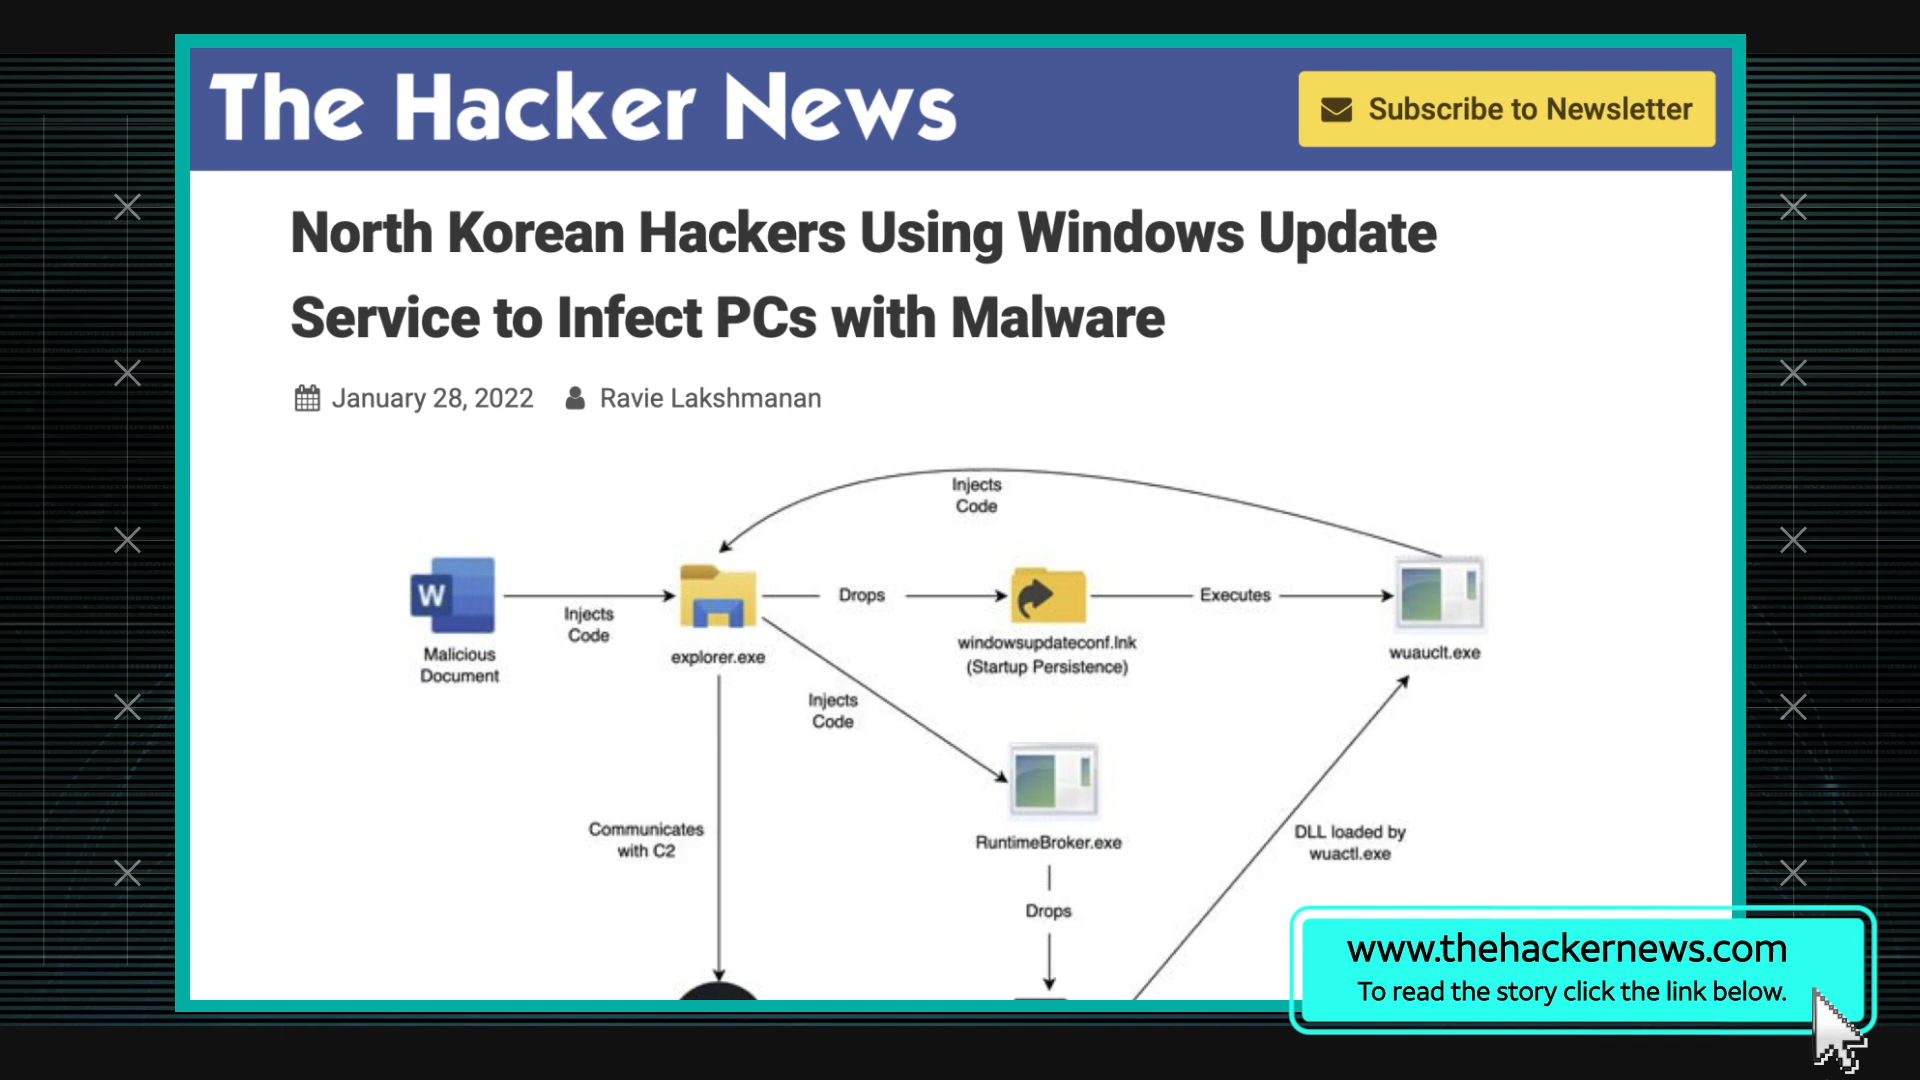 The Hacker News
Subscribe to Newsletter
North Korean Hackers Using Windows Update
Service to Infect PCs with Malware
January 28, 2022
Ravie Lakshmanan
Injects
Code
W
Injects
Code
Drops
Executes
Malicious
Document
explorer.exe
windowsupdateconf.lnk
(Startup Persistence)
wuauclt.exe
Injects
Code
Communicates
with C2
RuntimeBroker.exe
DLL loaded by
wuactl.exe
Drops
www.thehackernews.com
To read the story click the link below.